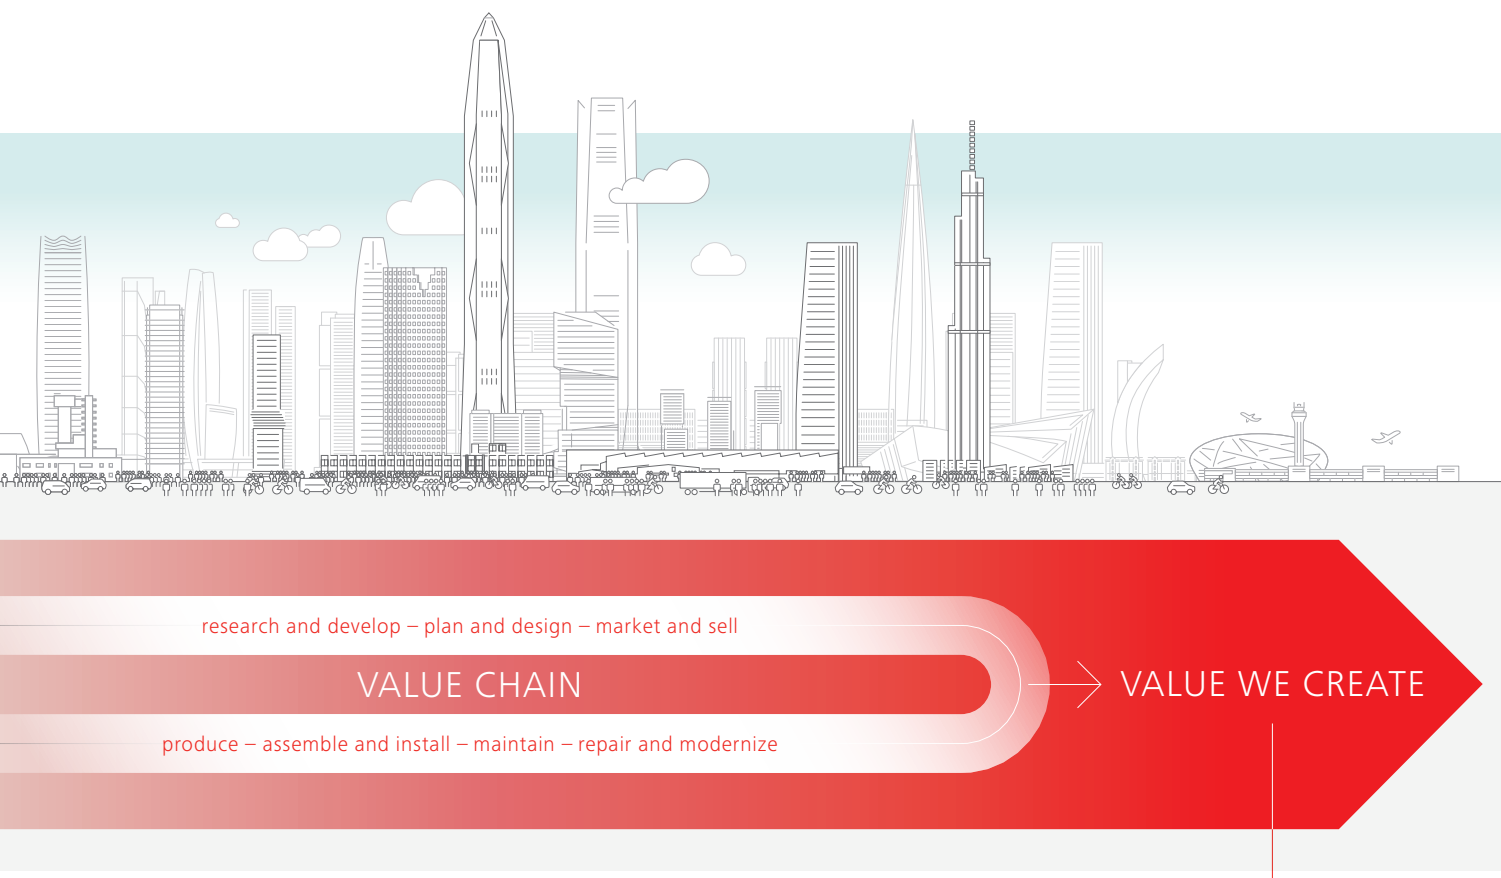 research and develop – plan and design – market and sell
VALUE CHAIN
produce – assemble and install – maintain – repair and modernize
VALUE WE CREATE